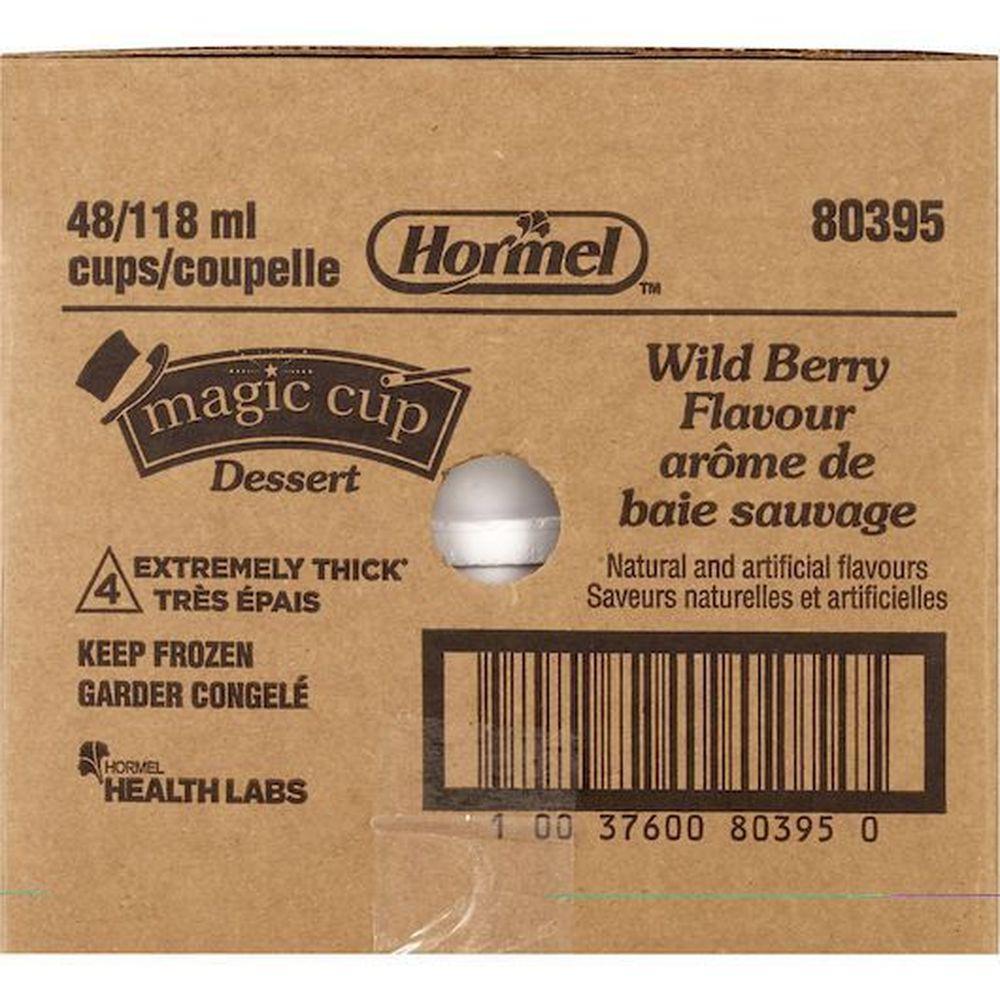 48/118 ml
cups/coupelle
Hormel™
80395
magic cup
Dessert
Wild Berry
Flavour
arôme de
baie sauvage
Natural and artificial flavours
Saveurs naturelles et artificielles
4
EXTREMELY THICK*
TRÈS ÉPAIS
KEEP FROZEN
GARDER CONGELÉ
HORMEL
HEALTH LABS
1 00 37600 80395 0